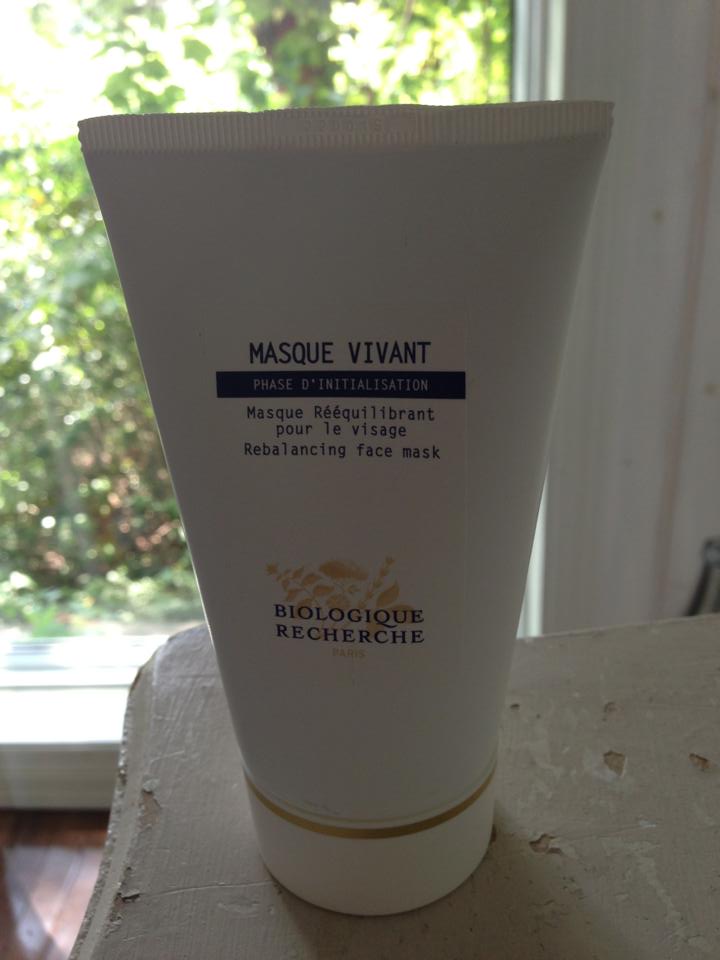 MASQUE VIVANT
PHASE D'INITIALISATION
Masque Rééquilibrant
pour le visage
Rebalancing face mask
BIOLOGIQUE
RECHERCHE
PARIS